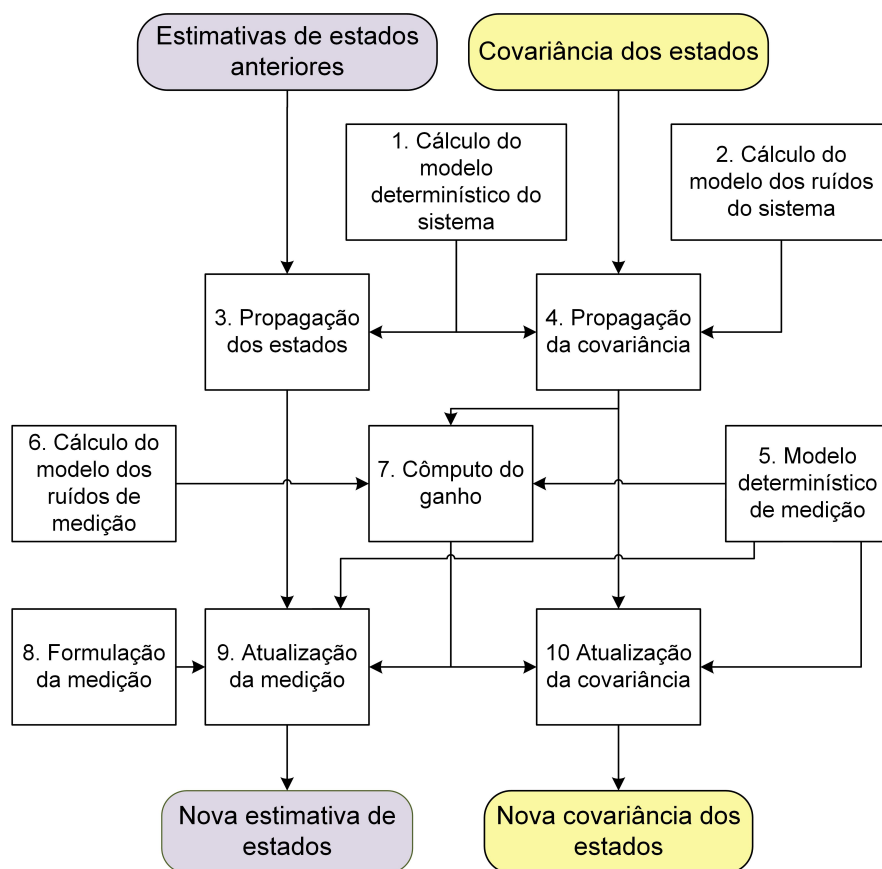 Estimativas de estados
anteriores
Covariância dos estados
1. Cálculo do
modelo
determinístico do
sistema
2. Cálculo do
modelo dos ruídos
do sistema
3. Propagação
dos estados
4. Propagação
da covariância
6. Cálculo do
modelo dos
ruídos de
medição
7. Cômputo do
ganho
5. Modelo
determinístico
de medição
8. Formulação
da medição
9. Atualização
da medição
10 Atualização
da covariância
Nova estimativa de
estados
Nova covariância dos
estados